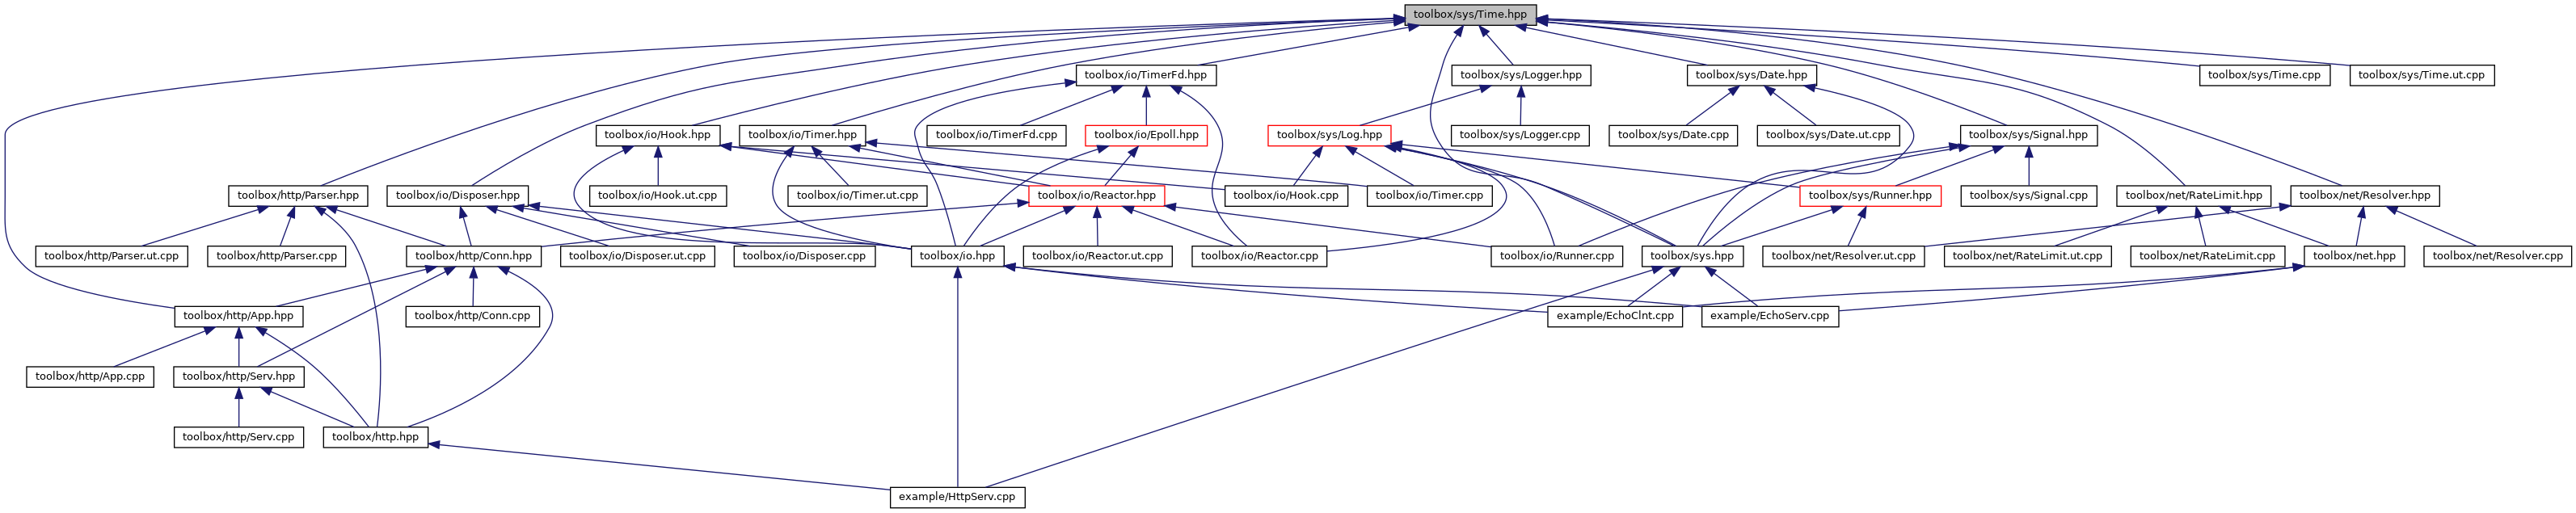 toolbox/sys/Time.hpp
toolbox/io/TimerFd.hpp
toolbox/sys/Logger.hpp
toolbox/sys/Date.hpp
toolbox/sys/Time.cpp
toolbox/sys/Time.ut.cpp
toolbox/io/Hook.hpp
toolbox/io/Timer.hpp
toolbox/io/TimerFd.cpp
toolbox/io/Epoll.hpp
toolbox/sys/Log.hpp
toolbox/sys/Logger.cpp
toolbox/sys/Date.cpp
toolbox/sys/Date.ut.cpp
toolbox/sys/Signal.hpp
toolbox/http/Parser.hpp
toolbox/io/Disposer.hpp
toolbox/io/Hook.ut.cpp
toolbox/io/Timer.ut.cpp
toolbox/io/Reactor.hpp
toolbox/io/Hook.cpp
toolbox/io/Timer.cpp
toolbox/sys/Runner.hpp
toolbox/sys/Signal.cpp
toolbox/net/RateLimit.hpp
toolbox/net/Resolver.hpp
toolbox/http/Parser.ut.cpp
toolbox/http/Parser.cpp
toolbox/http/Conn.hpp
toolbox/io/Disposer.ut.cpp
toolbox/io/Disposer.cpp
toolbox/io.hpp
toolbox/io/Reactor.ut.cpp
toolbox/io/Reactor.cpp
toolbox/io/Runner.cpp
toolbox/sys.hpp
toolbox/net/Resolver.ut.cpp
toolbox/net/RateLimit.ut.cpp
toolbox/net/RateLimit.cpp
toolbox/net.hpp
toolbox/net/Resolver.cpp
toolbox/http/App.hpp
toolbox/http/Conn.cpp
example/EchoClnt.cpp
example/EchoServ.cpp
toolbox/http/App.cpp
toolbox/http/Serv.hpp
toolbox/http/Serv.cpp
toolbox/http.hpp
example/HttpServ.cpp